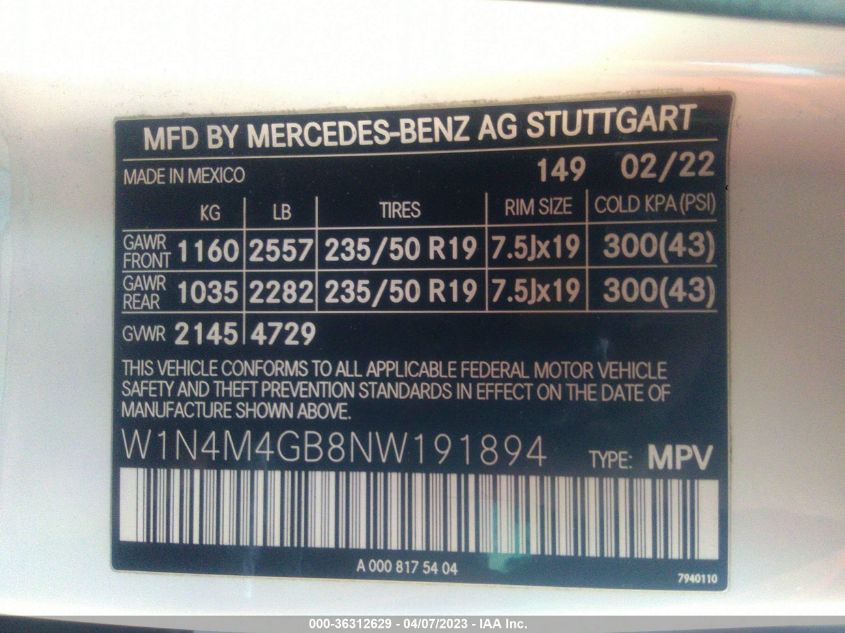 MFD BY MERCEDES-BENZ AG STUTTGART
MADE IN MEXICO 149 02/22
KG LB TIRES RIM SIZE COLD KPA (PSI)
GAWR FRONT 1160 2557 235/50 R19 7.5Jx19 300(43)
GAWR REAR 1035 2282 235/50 R19 7.5Jx19 300(43)
GVWR 2145 4729
THIS VEHICLE CONFORMS TO ALL APPLICABLE FEDERAL MOTOR VEHICLE
SAFETY AND THEFT PREVENTION STANDARDS IN EFFECT ON THE DATE OF
MANUFACTURE SHOWN ABOVE.
W1N4M4GB8NW191894 TYPE: MPV
A 000 817 54 04
7940110
000-36312629 - 04/07/2023 - IAA Inc.